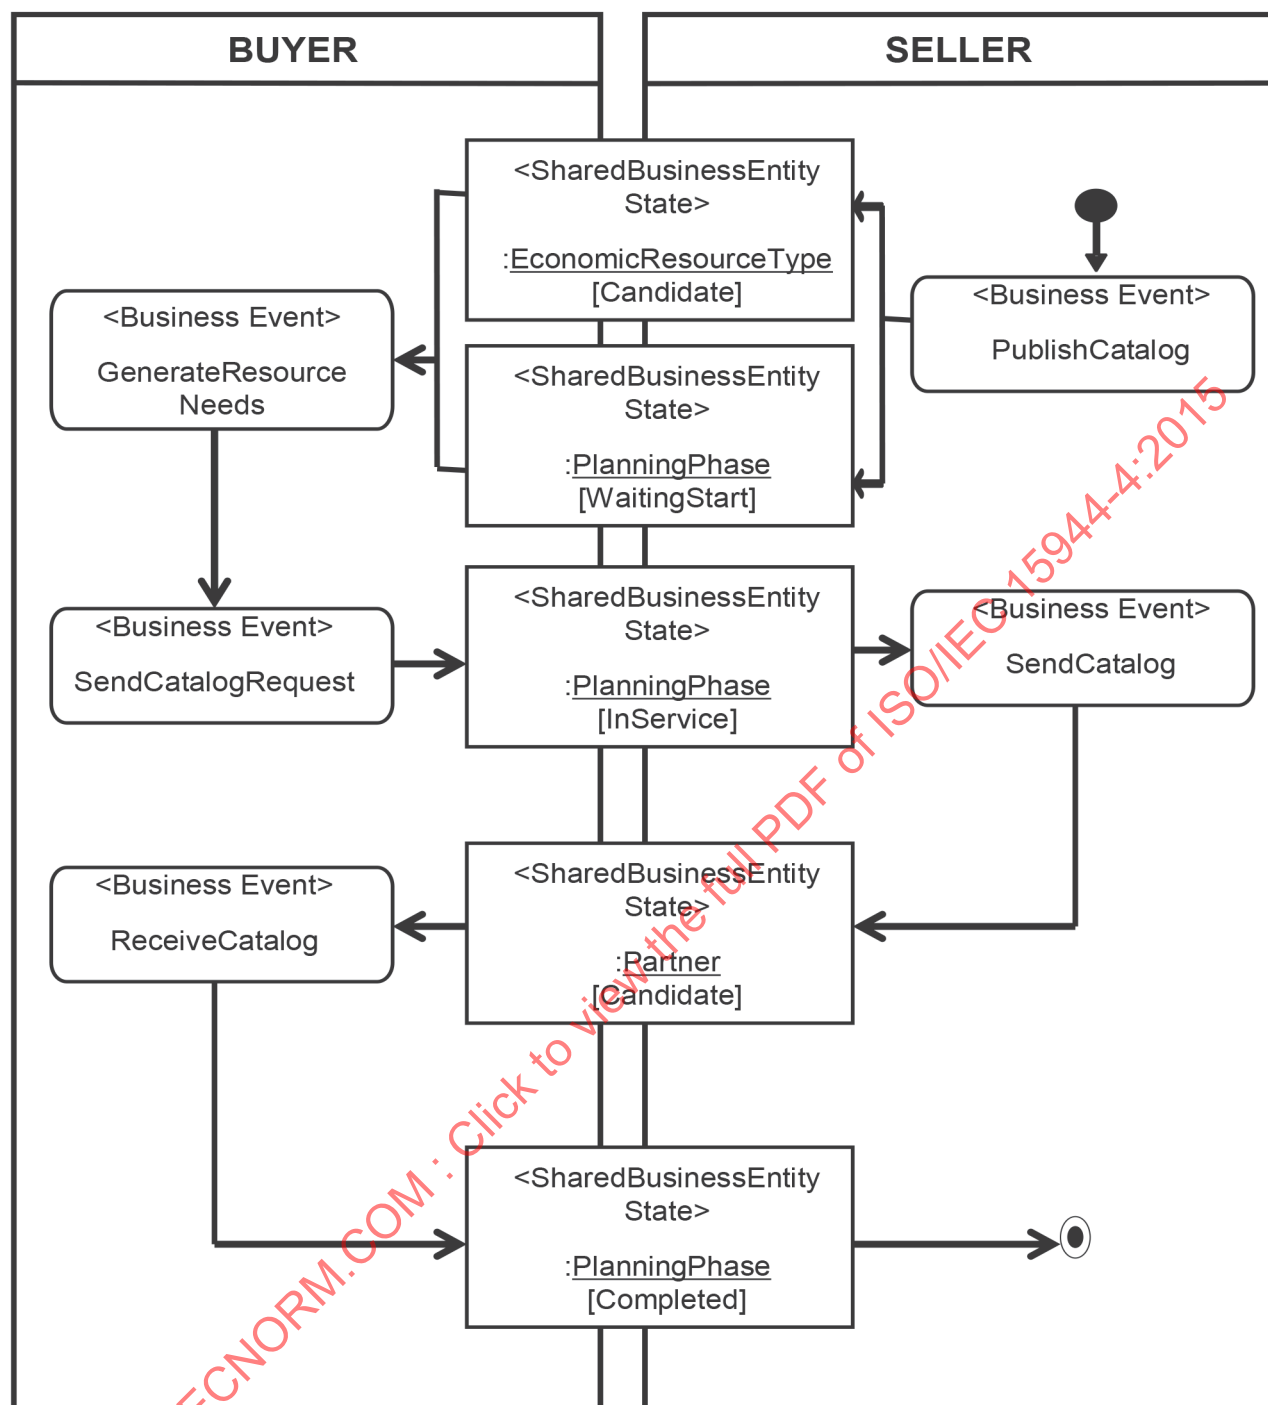 BUYER
SELLER
<SharedBusinessEntity
State>
:EconomicResourceType
[Candidate]
<Business Event>
PublishCatalog
<Business Event>
GenerateResource
Needs
<SharedBusinessEntity
State>
:PlanningPhase
[WaitingStart]
<Business Event>
SendCatalogRequest
<SharedBusinessEntity
State>
:PlanningPhase
[InService]
<Business Event>
SendCatalog
<Business Event>
ReceiveCatalog
<SharedBusinessEntity
State>
:Partner
[Candidate]
<SharedBusinessEntity
State>
:PlanningPhase
[Completed]
ECNORM.COM : Click to view the full PDF of ISO/IEC 15944-4:2015